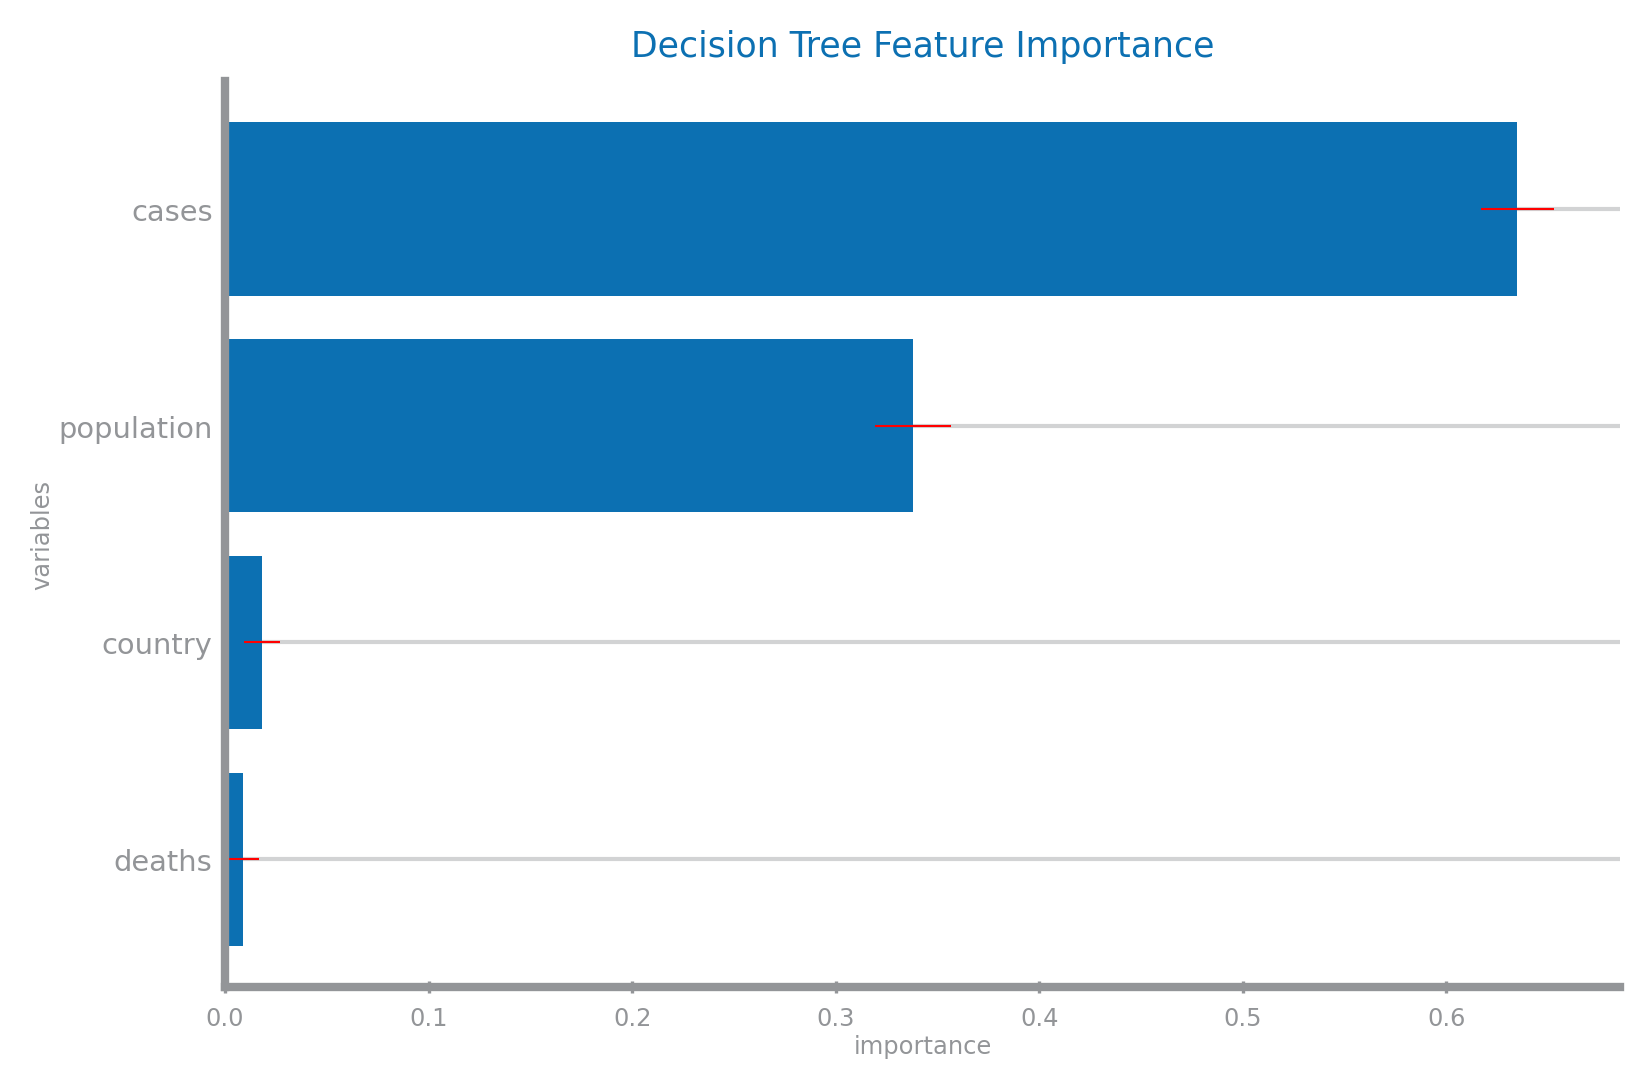 Decision Tree Feature Importance
cases
population
country
deaths
variables
0.0 0.1 0.2 0.3 0.4 0.5 0.6
importance